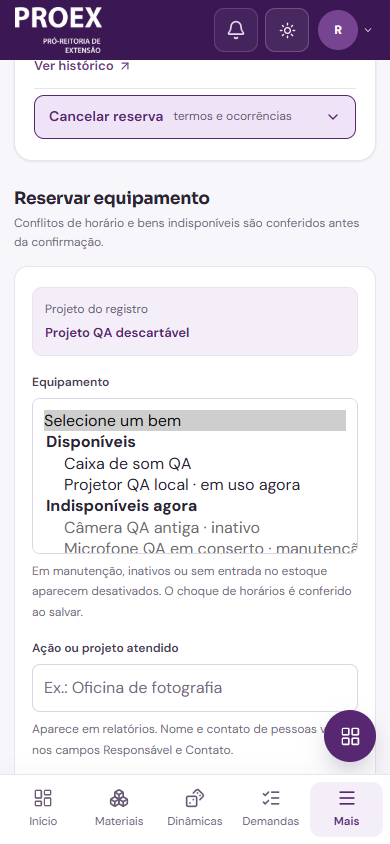 PROEX
PRÓ-REITORIA DE
EXTENSÃO
R
Ver histórico
Cancelar reserva termos e ocorrências
Reservar equipamento
Conflitos de horário e bens indisponíveis são conferidos antes
da confirmação.
Projeto do registro
Projeto QA descartável
Equipamento
Selecione um bem
Disponíveis
Caixa de som QA
Projetor QA local · em uso agora
Indisponíveis agora
Câmera QA antiga · inativo
Microfone QA em conserto · manutençã
Em manutenção, inativos ou sem entrada no estoque
aparecem desativados. O choque de horários é conferido
ao salvar.
Ação ou projeto atendido
Ex.: Oficina de fotografia
Aparece em relatórios. Nome e contato de pessoas
nos campos Responsável e Contato.
Início
Materiais
Dinâmicas
Demandas
Mais